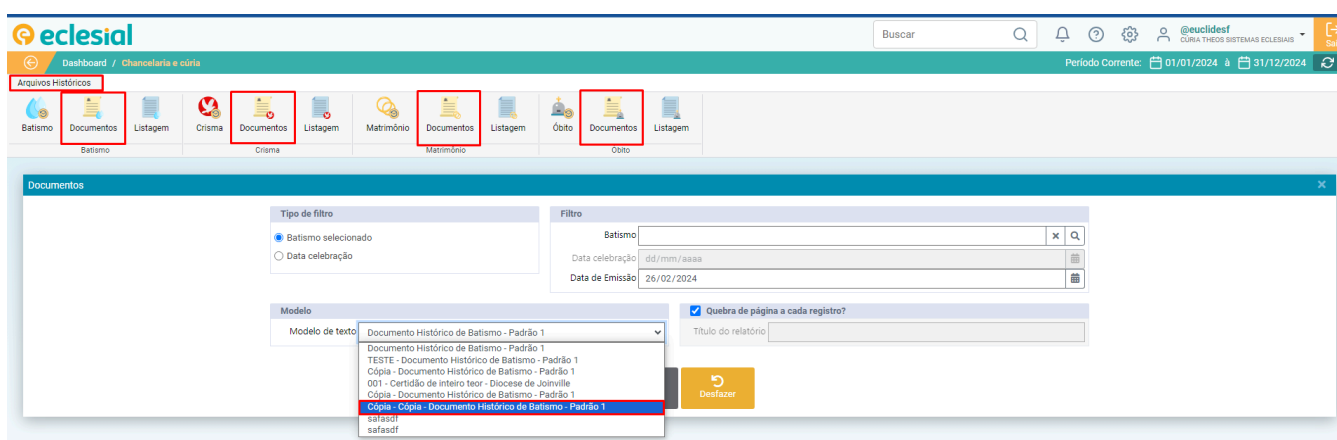 eclesial
Buscar
@euclidesf
CÚRIA THEOS SISTEMAS ECLESIAIS
Dashboard / Chancelaria e cúria
Período Corrente: 01/01/2024 à 31/12/2024
Arquivos Históricos
Batismo Documentos Listagem Crisma Documentos Listagem Matrimônio Documentos Listagem Óbito Documentos Listagem
Batismo Crisma Matrimônio Óbito
Documentos
Tipo de filtro
Batismo selecionado
Data celebração
Filtro
Batismo
Data celebração dd/mm/aaaa
Data de Emissão 26/02/2024
Modelo
Modelo de texto Documento Histórico de Batismo - Padrão 1
Quebra de página a cada registro?
Título do relatório
Documento Histórico de Batismo - Padrão 1
TESTE - Documento Histórico de Batismo - Padrão 1
Cópia - Documento Histórico de Batismo - Padrão 1
001 - Certidão de inteiro teor - Diocese de Joinville
Cópia - Documento Histórico de Batismo - Padrão 1
Cópia - Cópia - Documento Histórico de Batismo - Padrão 1
safasdf
safasdf
Desfazer